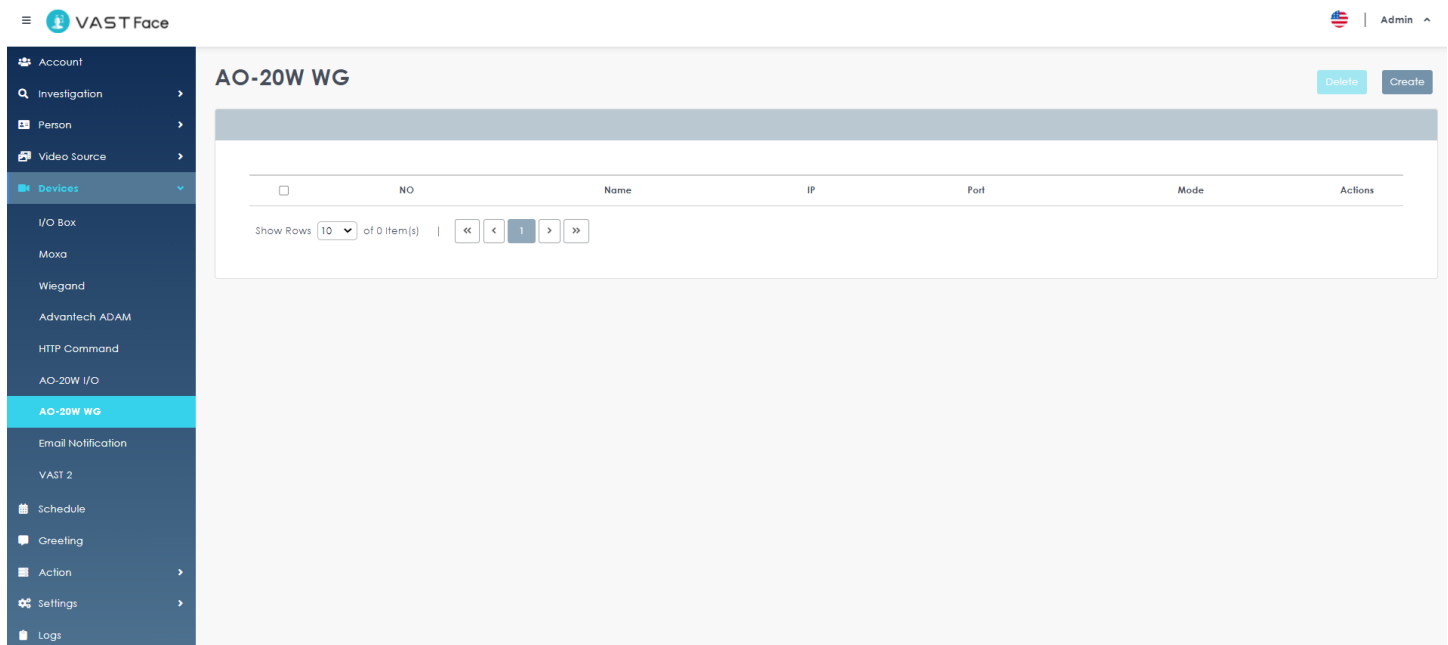 VAST Face
Admin
Account
Investigation
Person
Video Source
Devices
I/O Box
Moxa
Wiegand
Advantech ADAM
HTTP Command
AO-20W I/O
AO-20W WG
Email Notification
VAST 2
Schedule
Greeting
Action
Settings
Logs
AO-20W WG
Delete Create
NO Name IP Port Mode Actions
Show Rows 10 of 0 Item(s) | « ‹ 1 › »